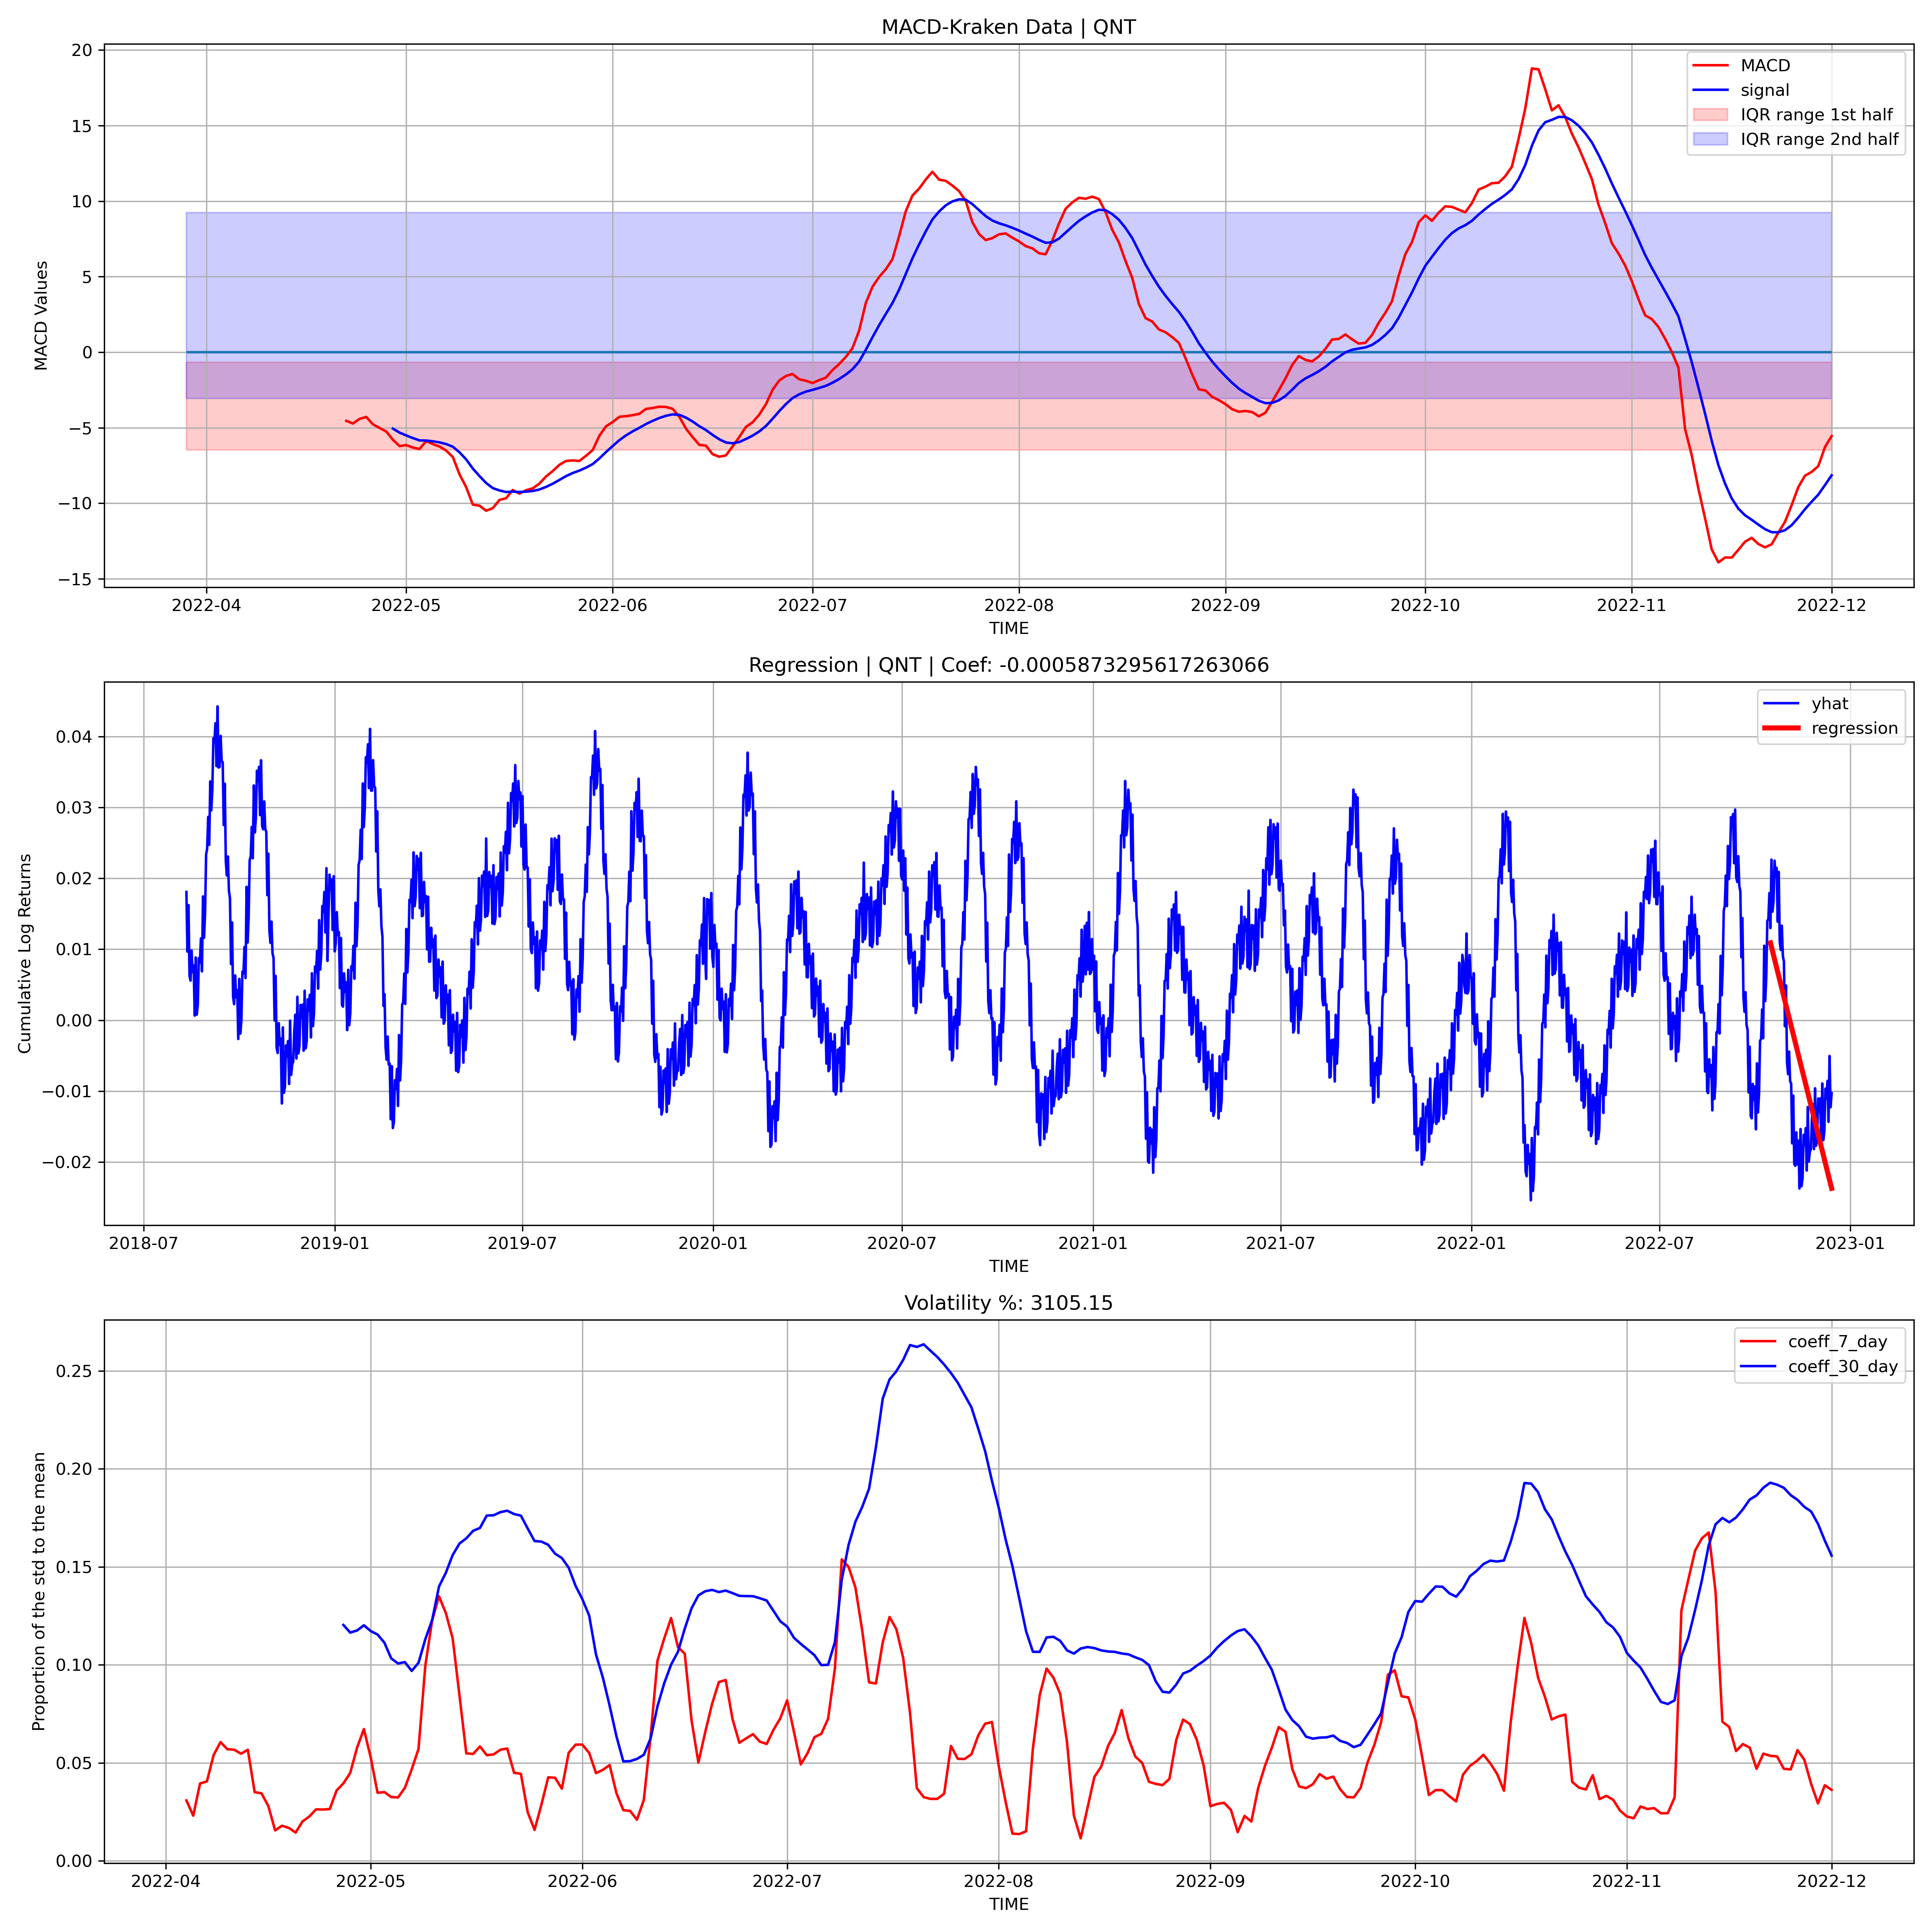 MACD-Kraken Data | QNT
20
15
10
5
0
−5
−10
−15
MACD Values
MACD
signal
IQR range 1st half
IQR range 2nd half
2022-04 2022-05 2022-06 2022-07 2022-08 2022-09 2022-10 2022-11 2022-12
TIME
Regression | QNT | Coef: -0.0005873295617263066
0.04
0.03
0.02
0.01
0.00
−0.01
−0.02
Cumulative Log Returns
yhat
regression
2018-07 2019-01 2019-07 2020-01 2020-07 2021-01 2021-07 2022-01 2022-07 2023-01
TIME
Volatility %: 3105.15
0.25
0.20
0.15
0.10
0.05
0.00
Proportion of the std to the mean
coeff_7_day
coeff_30_day
2022-04 2022-05 2022-06 2022-07 2022-08 2022-09 2022-10 2022-11 2022-12
TIME